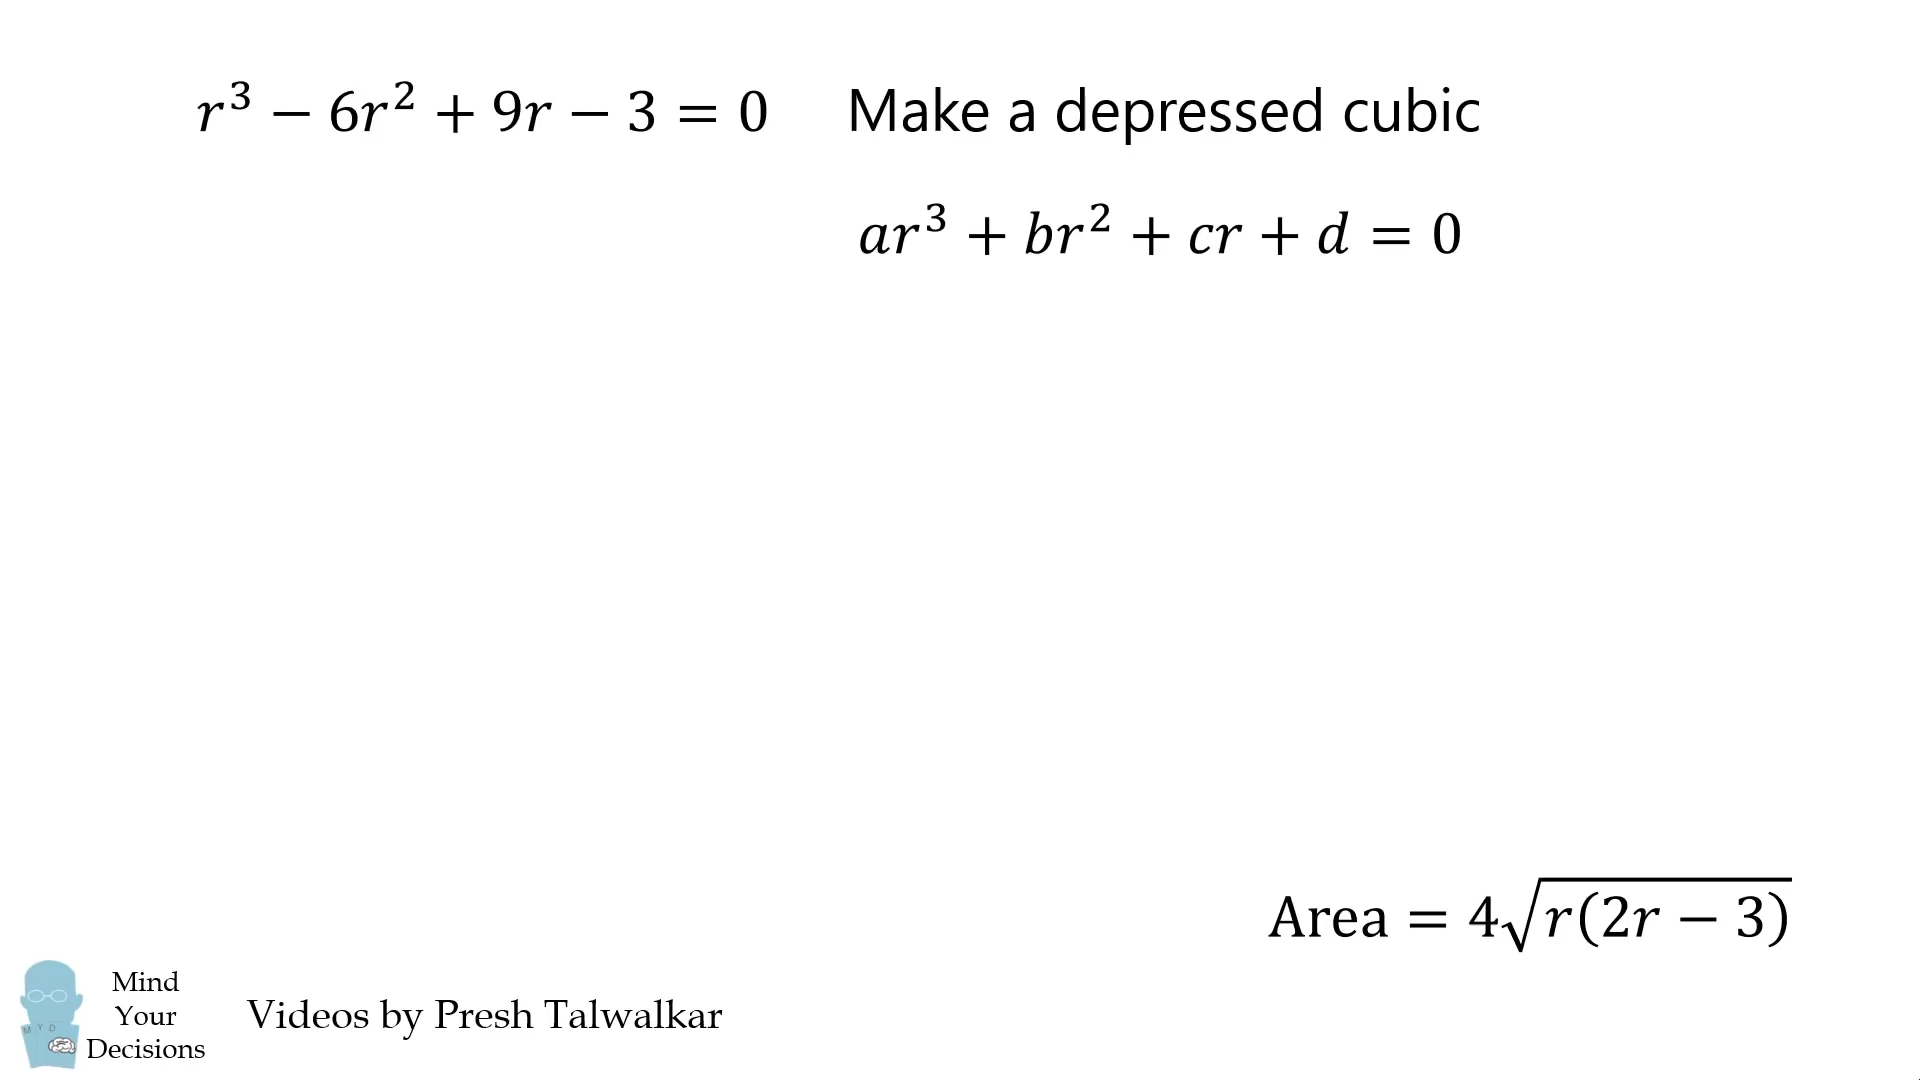 r³ − 6r² + 9r − 3 = 0 Make a depressed cubic
ar³ + br² + cr + d = 0
Area = 4√r(2r − 3)
Mind
Your
Decisions
M Y D
Videos by Presh Talwalkar